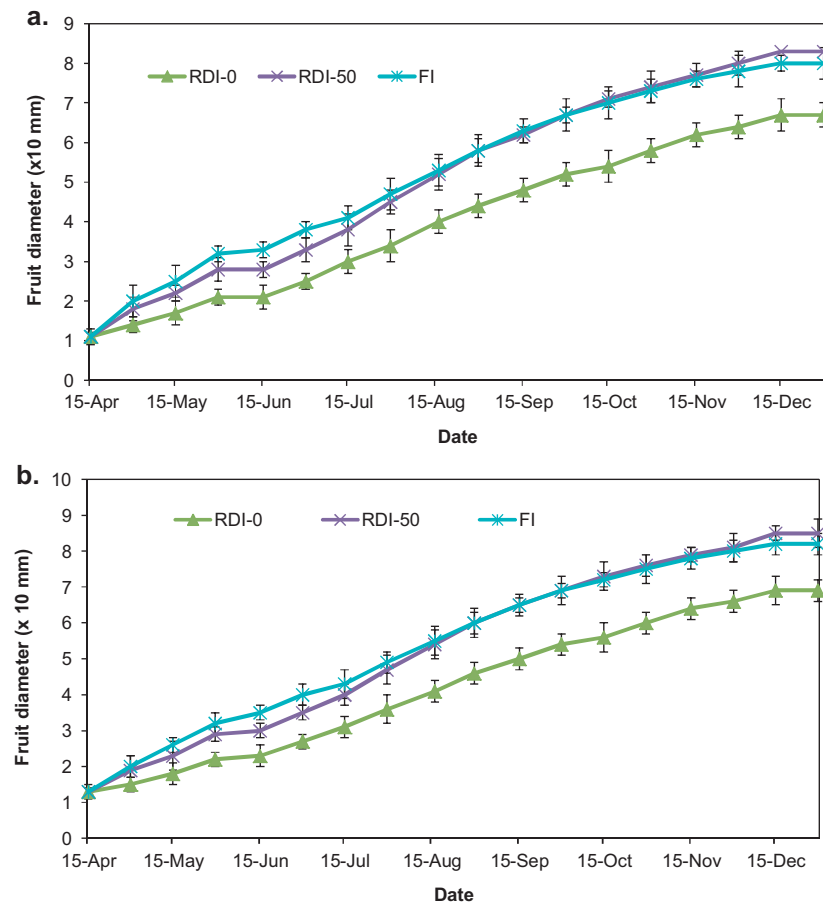 a.
9
8
7
6
5
4
3
2
1
0
Fruit diameter (x10 mm)
RDI-0 RDI-50 FI
15-Apr 15-May 15-Jun 15-Jul 15-Aug 15-Sep 15-Oct 15-Nov 15-Dec
Date
b.
10
9
8
7
6
5
4
3
2
1
0
Fruit diameter (x 10 mm)
RDI-0 RDI-50 FI
15-Apr 15-May 15-Jun 15-Jul 15-Aug 15-Sep 15-Oct 15-Nov 15-Dec
Date